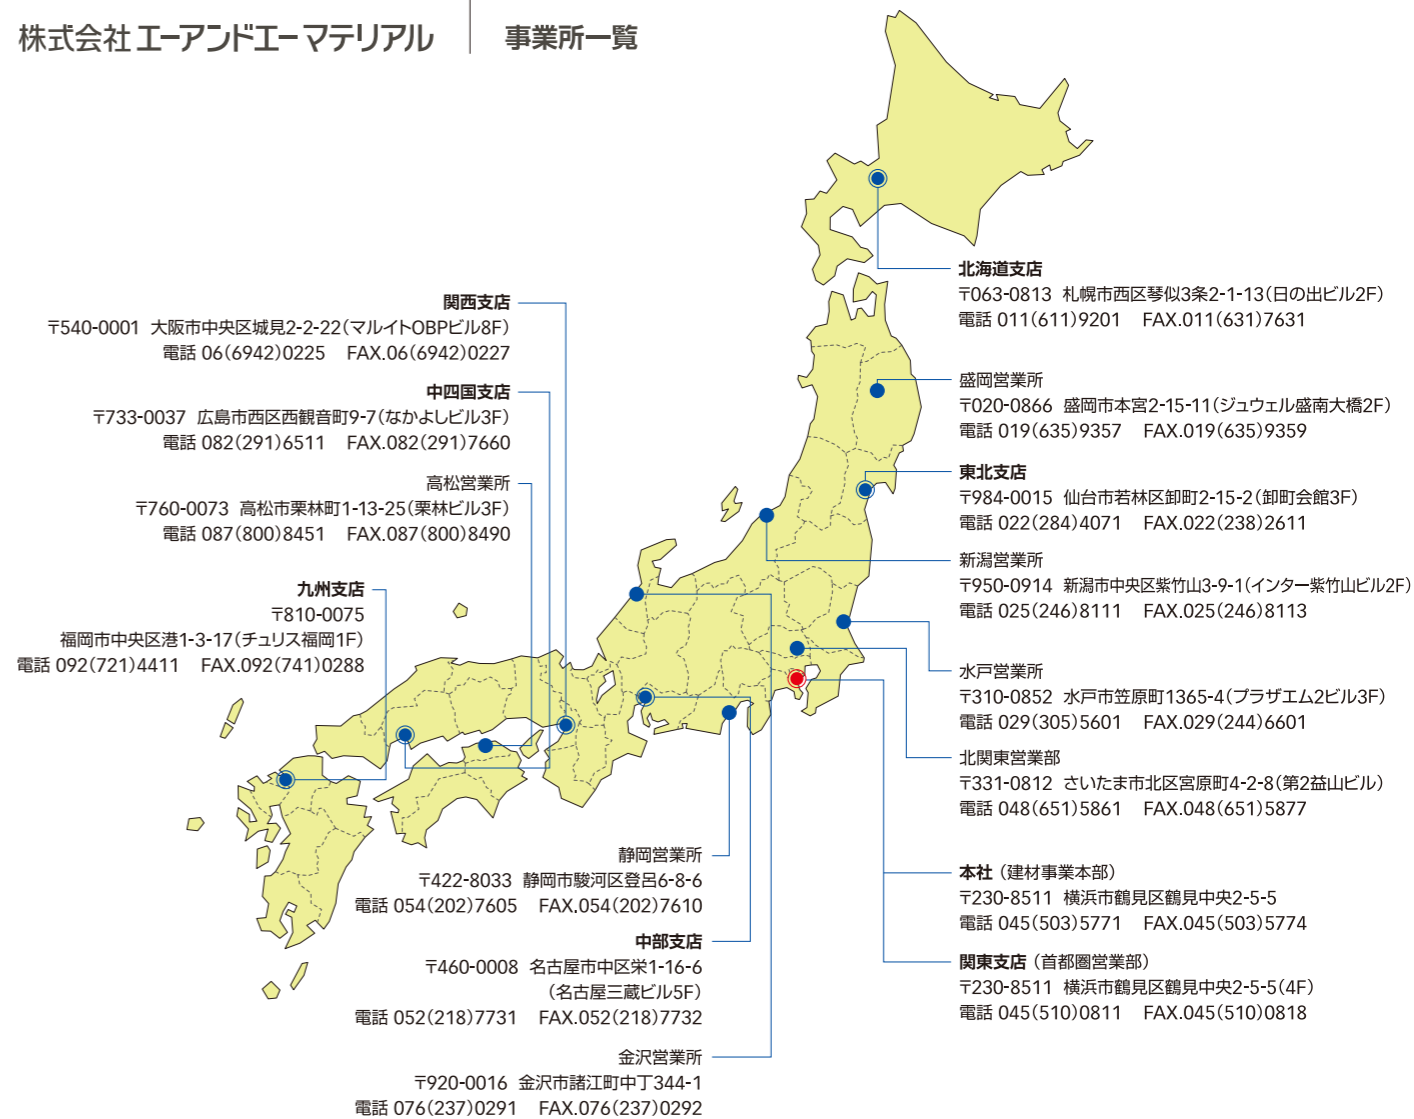 株式会社 エーアンドエー マテリアル 事業所一覧
北海道支店
〒063-0813 札幌市西区琴似3条2-1-13(日の出ビル2F)
電話 011(611)9201 FAX.011(631)7631
盛岡営業所
〒020-0866 盛岡市本宮2-15-11(ジュウェル盛南大橋2F)
電話 019(635)9357 FAX.019(635)9359
東北支店
〒984-0015 仙台市若林区卸町2-15-2(卸町会館3F)
電話 022(284)4071 FAX.022(238)2611
新潟営業所
〒950-0914 新潟市中央区紫竹山3-9-1(インター紫竹山ビル2F)
電話 025(246)8111 FAX.025(246)8113
水戸営業所
〒310-0852 水戸市笠原町1365-4(プラザエム2ビル3F)
電話 029(305)5601 FAX.029(244)6601
北関東営業部
〒331-0812 さいたま市北区宮原町4-2-8(第2益山ビル)
電話 048(651)5861 FAX.048(651)5877
本社 (建材事業本部)
〒230-8511 横浜市鶴見区鶴見中央2-5-5
電話 045(503)5771 FAX.045(503)5774
関東支店 (首都圏営業部)
〒230-8511 横浜市鶴見区鶴見中央2-5-5(4F)
電話 045(510)0811 FAX.045(510)0818
関西支店
〒540-0001 大阪市中央区城見2-2-22(マルイトOBPビル8F)
電話 06(6942)0225 FAX.06(6942)0227
中四国支店
〒733-0037 広島市西区西観音町9-7(なかよしビル3F)
電話 082(291)6511 FAX.082(291)7660
高松営業所
〒760-0073 高松市栗林町1-13-25(栗林ビル3F)
電話 087(800)8451 FAX.087(800)8490
九州支店
〒810-0075
福岡市中央区港1-3-17(チュリス福岡1F)
電話 092(721)4411 FAX.092(741)0288
静岡営業所
〒422-8033 静岡市駿河区登呂6-8-6
電話 054(202)7605 FAX.054(202)7610
中部支店
〒460-0008 名古屋市中区栄1-16-6
(名古屋三蔵ビル5F)
電話 052(218)7731 FAX.052(218)7732
金沢営業所
〒920-0016 金沢市諸江町中丁344-1
電話 076(237)0291 FAX.076(237)0292